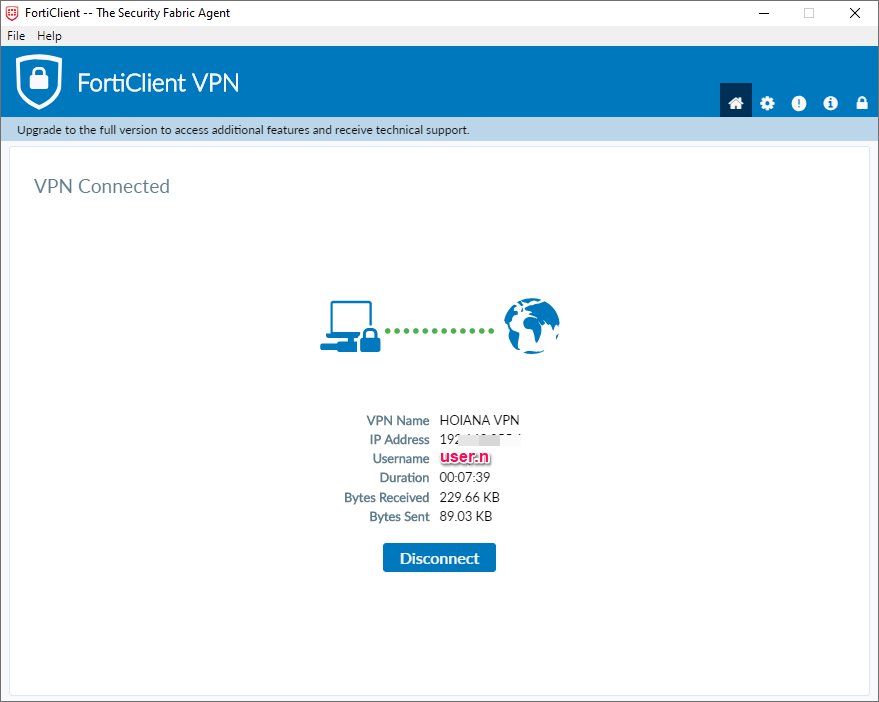 FortiClient -- The Security Fabric Agent
File Help
FortiClient VPN
Upgrade to the full version to access additional features and receive technical support.
VPN Connected
VPN Name HOIANA VPN
IP Address
Username user.n
Duration 00:07:39
Bytes Received 229.66 KB
Bytes Sent 89.03 KB
Disconnect